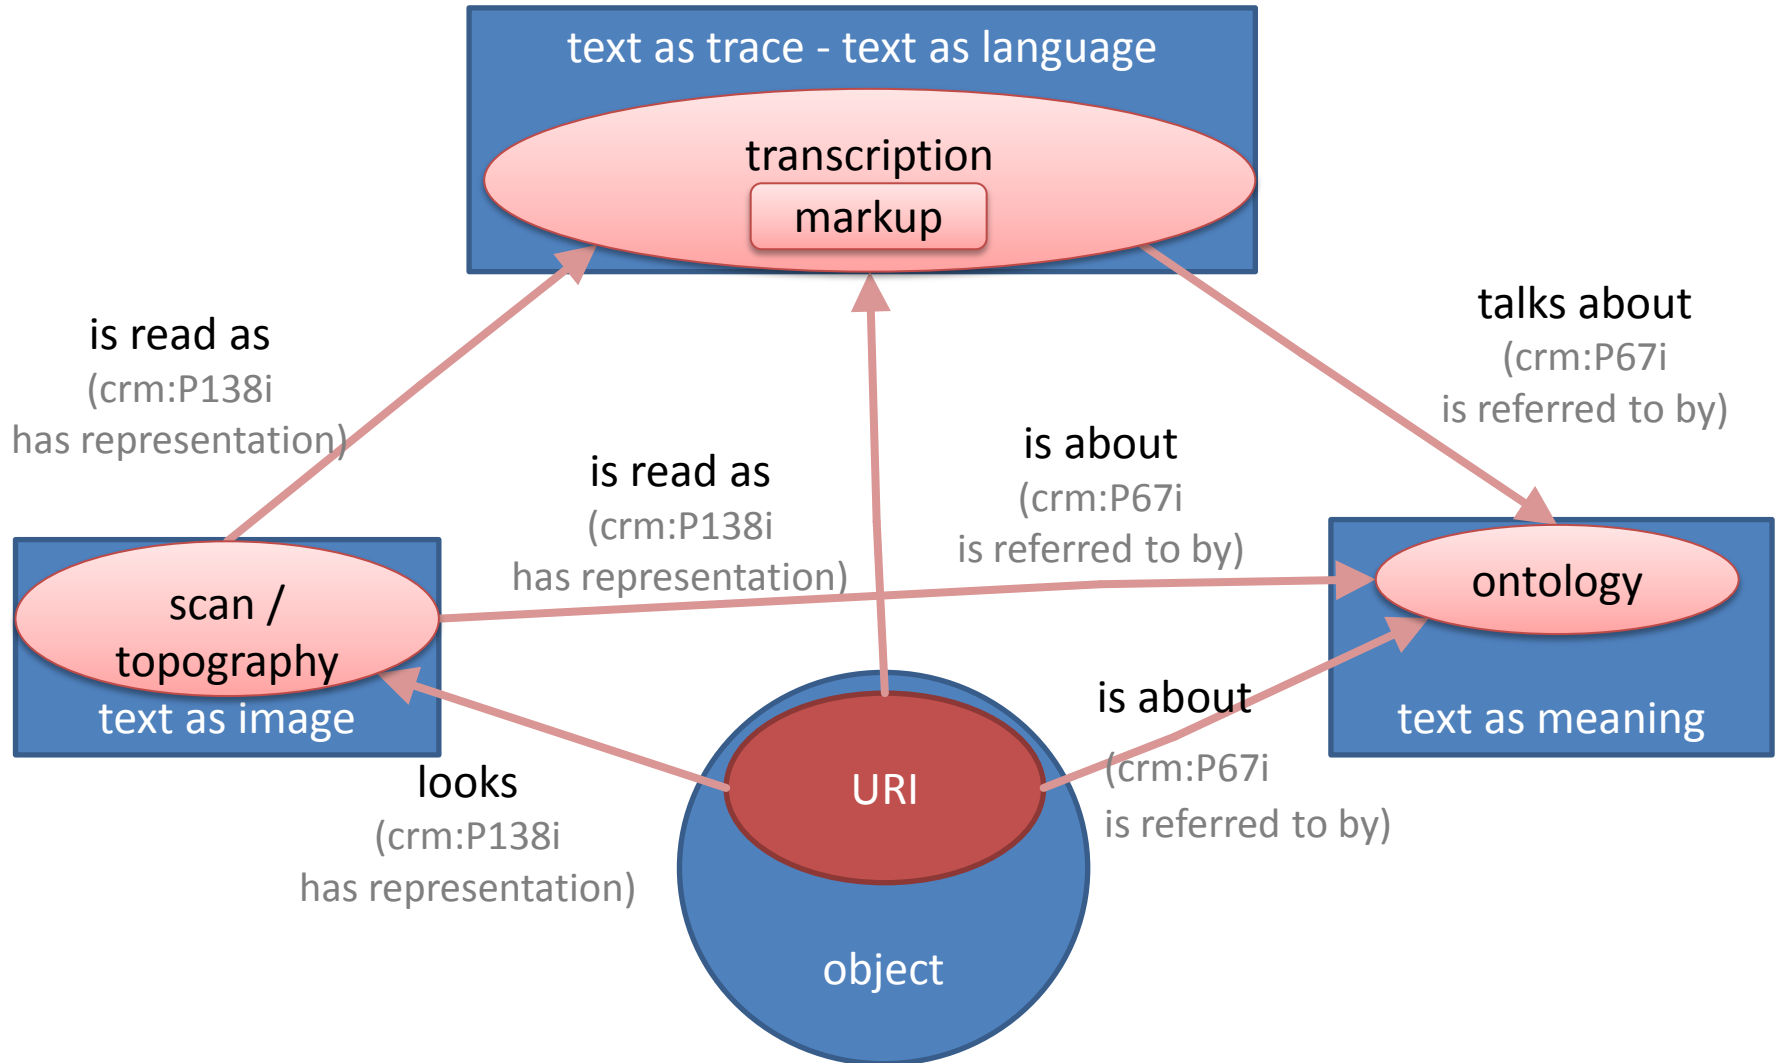 text as trace - text as language
transcription
markup
is read as
(crm:P138i
has representation)
talks about
(crm:P67i
is referred to by)
is read as
(crm:P138i
has representation)
is about
(crm:P67i
is referred to by)
scan /
topography
text as image
ontology
text as meaning
looks
(crm:P138i
has representation)
is about
(crm:P67i
is referred to by)
URI
object